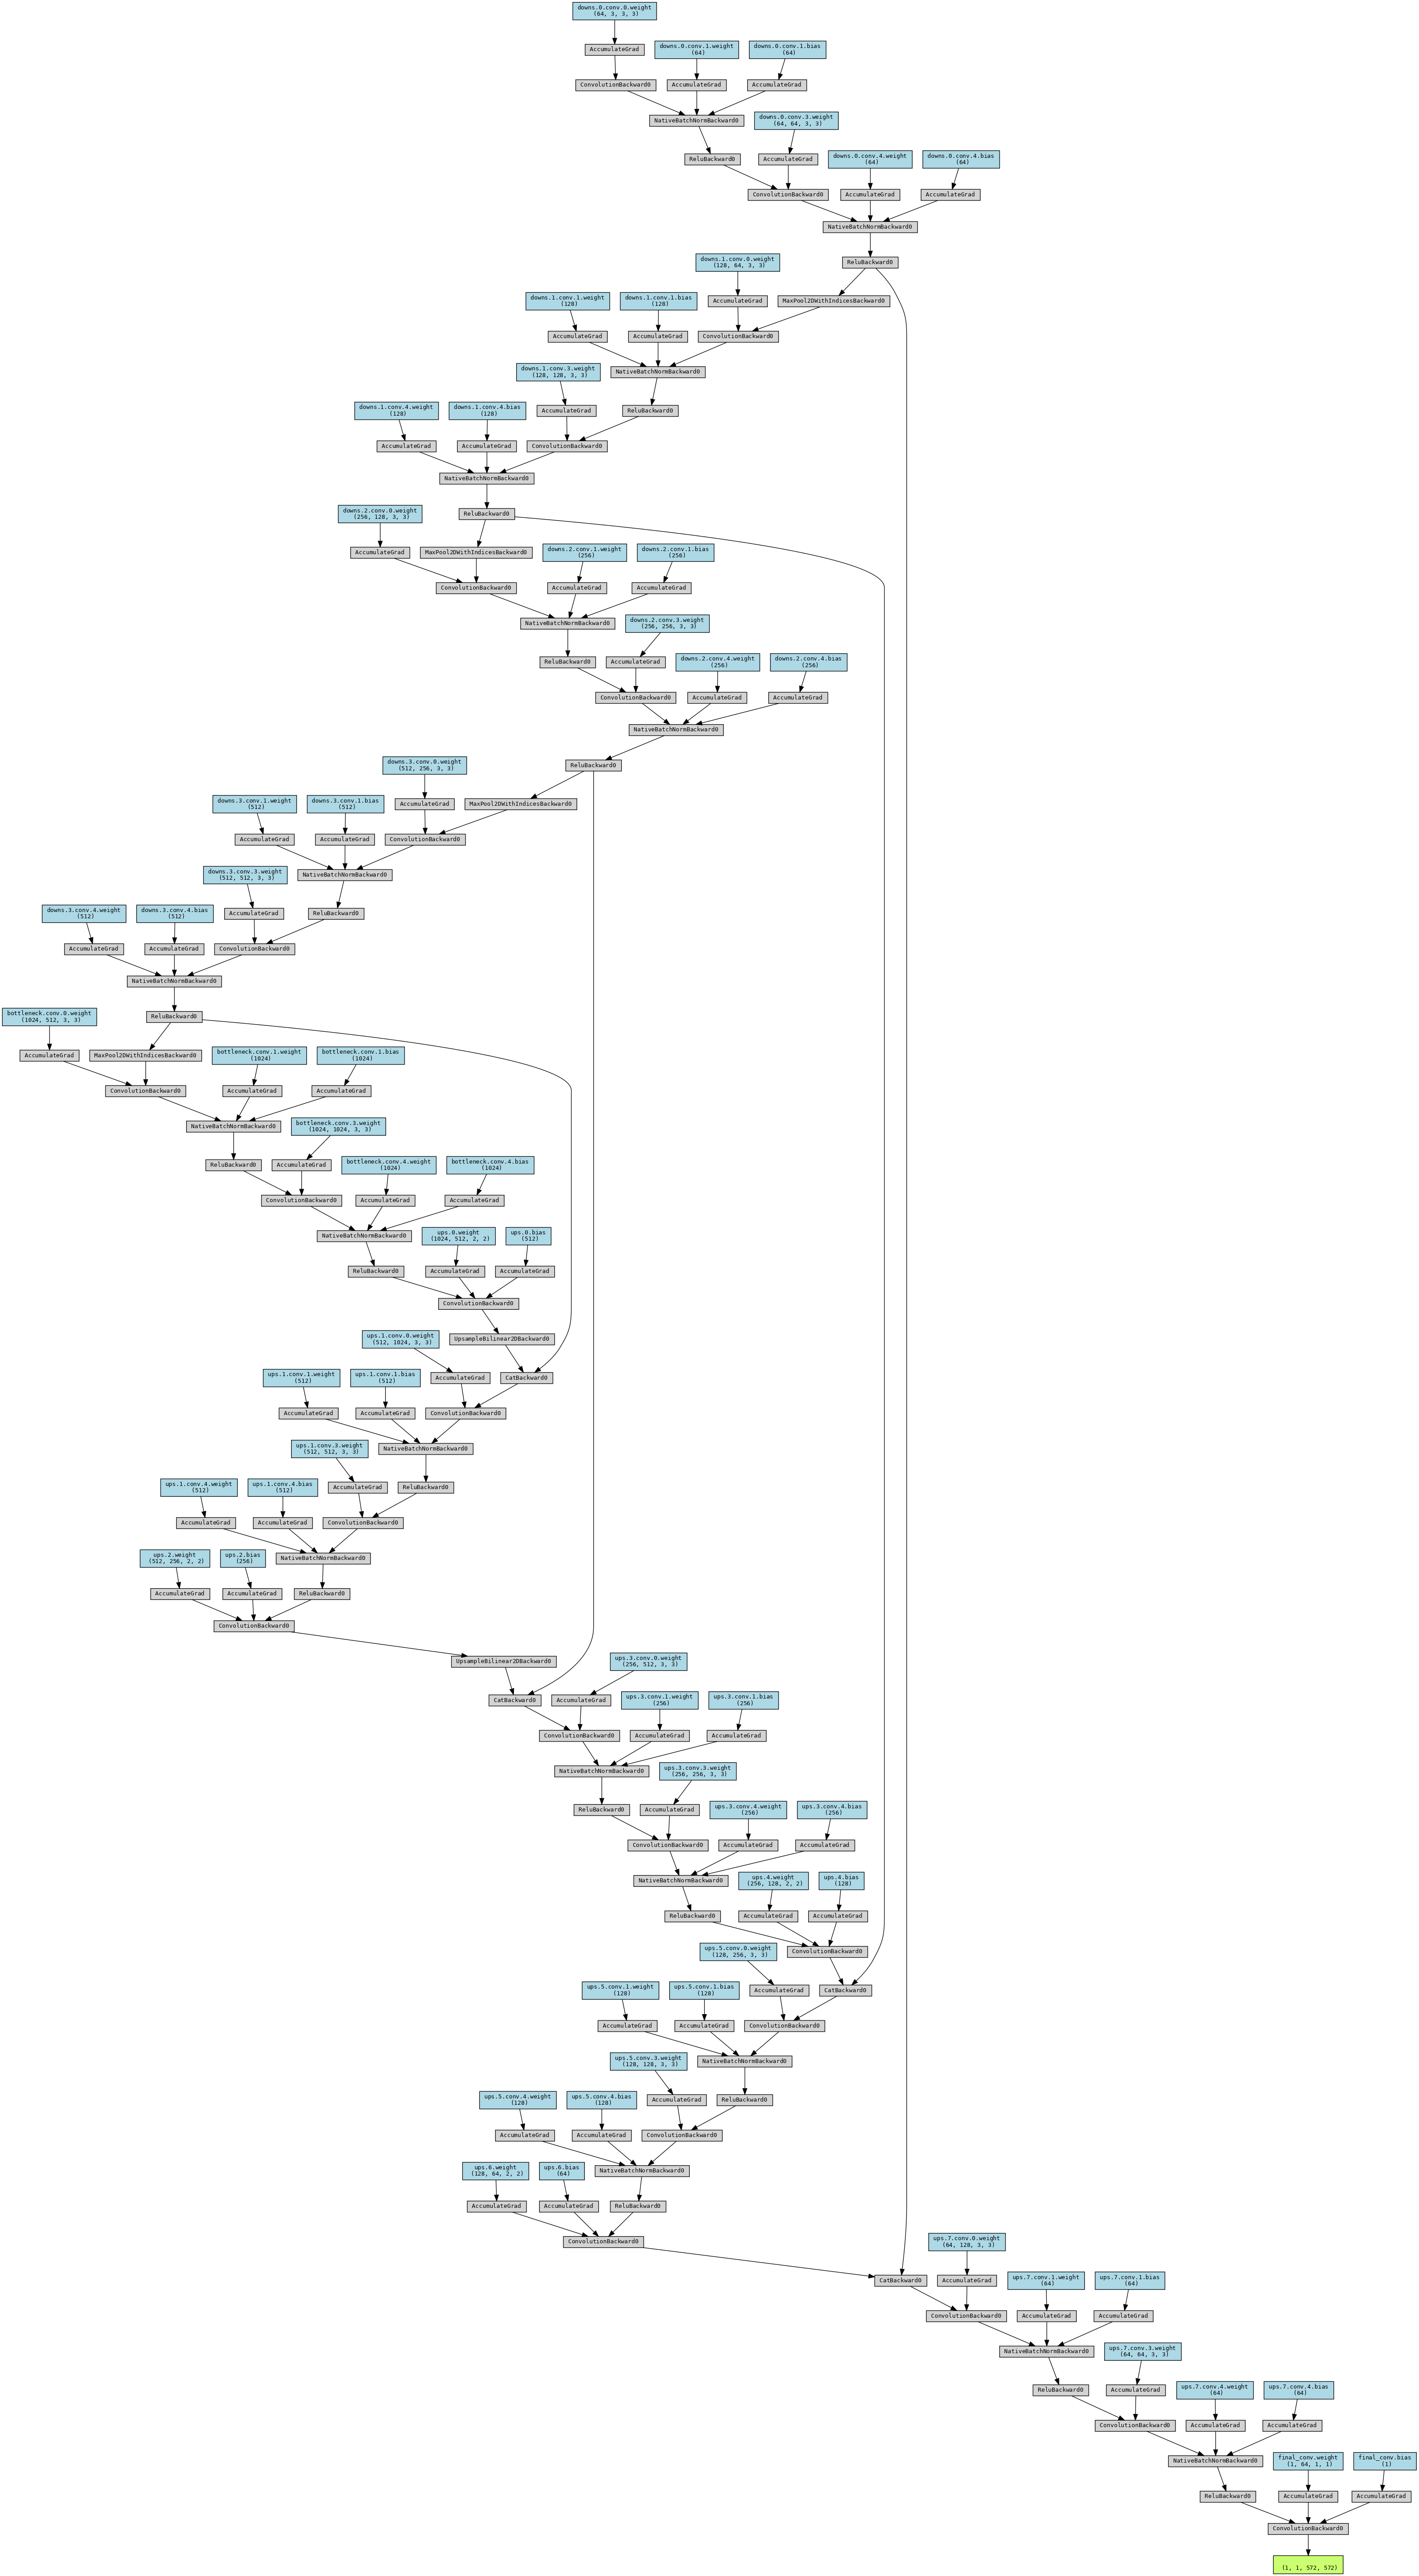 downs.0.conv.0.weight
(64, 3, 3, 3)
AccumulateGrad
downs.0.conv.1.weight
(64)
downs.0.conv.1.bias
(64)
ConvolutionBackward0
AccumulateGrad
AccumulateGrad
NativeBatchNormBackward0
downs.0.conv.3.weight
(64, 64, 3, 3)
ReluBackward0
AccumulateGrad
downs.0.conv.4.weight
(64)
downs.0.conv.4.bias
(64)
ConvolutionBackward0
AccumulateGrad
AccumulateGrad
NativeBatchNormBackward0
downs.1.conv.0.weight
(128, 64, 3, 3)
ReluBackward0
downs.1.conv.1.weight
(128)
downs.1.conv.1.bias
(128)
AccumulateGrad
MaxPool2DWithIndicesBackward0
AccumulateGrad
AccumulateGrad
ConvolutionBackward0
downs.1.conv.3.weight
(128, 128, 3, 3)
NativeBatchNormBackward0
downs.1.conv.4.weight
(128)
downs.1.conv.4.bias
(128)
AccumulateGrad
ReluBackward0
AccumulateGrad
AccumulateGrad
ConvolutionBackward0
NativeBatchNormBackward0
downs.2.conv.0.weight
(256, 128, 3, 3)
ReluBackward0
AccumulateGrad
MaxPool2DWithIndicesBackward0
downs.2.conv.1.weight
(256)
downs.2.conv.1.bias
(256)
ConvolutionBackward0
AccumulateGrad
AccumulateGrad
NativeBatchNormBackward0
downs.2.conv.3.weight
(256, 256, 3, 3)
ReluBackward0
AccumulateGrad
downs.2.conv.4.weight
(256)
downs.2.conv.4.bias
(256)
ConvolutionBackward0
AccumulateGrad
AccumulateGrad
NativeBatchNormBackward0
downs.3.conv.0.weight
(512, 256, 3, 3)
ReluBackward0
downs.3.conv.1.weight
(512)
downs.3.conv.1.bias
(512)
AccumulateGrad
MaxPool2DWithIndicesBackward0
AccumulateGrad
AccumulateGrad
ConvolutionBackward0
downs.3.conv.3.weight
(512, 512, 3, 3)
NativeBatchNormBackward0
downs.3.conv.4.weight
(512)
downs.3.conv.4.bias
(512)
AccumulateGrad
ReluBackward0
AccumulateGrad
AccumulateGrad
ConvolutionBackward0
NativeBatchNormBackward0
bottleneck.conv.0.weight
(1024, 512, 3, 3)
ReluBackward0
AccumulateGrad
MaxPool2DWithIndicesBackward0
bottleneck.conv.1.weight
(1024)
bottleneck.conv.1.bias
(1024)
ConvolutionBackward0
AccumulateGrad
AccumulateGrad
NativeBatchNormBackward0
bottleneck.conv.3.weight
(1024, 1024, 3, 3)
ReluBackward0
AccumulateGrad
bottleneck.conv.4.weight
(1024)
bottleneck.conv.4.bias
(1024)
ConvolutionBackward0
AccumulateGrad
AccumulateGrad
NativeBatchNormBackward0
ups.0.weight
(1024, 512, 2, 2)
ups.0.bias
(512)
ReluBackward0
AccumulateGrad
AccumulateGrad
ConvolutionBackward0
ups.1.conv.0.weight
(512, 1024, 3, 3)
UpsampleBilinear2DBackward0
ups.1.conv.1.weight
(512)
ups.1.conv.1.bias
(512)
AccumulateGrad
CatBackward0
AccumulateGrad
AccumulateGrad
ConvolutionBackward0
ups.1.conv.3.weight
(512, 512, 3, 3)
NativeBatchNormBackward0
ups.1.conv.4.weight
(512)
ups.1.conv.4.bias
(512)
AccumulateGrad
ReluBackward0
AccumulateGrad
AccumulateGrad
ConvolutionBackward0
ups.2.weight
(512, 256, 2, 2)
ups.2.bias
(256)
NativeBatchNormBackward0
AccumulateGrad
AccumulateGrad
ReluBackward0
ConvolutionBackward0
UpsampleBilinear2DBackward0
ups.3.conv.0.weight
(256, 512, 3, 3)
CatBackward0
AccumulateGrad
ups.3.conv.1.weight
(256)
ups.3.conv.1.bias
(256)
ConvolutionBackward0
AccumulateGrad
AccumulateGrad
NativeBatchNormBackward0
ups.3.conv.3.weight
(256, 256, 3, 3)
ReluBackward0
AccumulateGrad
ups.3.conv.4.weight
(256)
ups.3.conv.4.bias
(256)
ConvolutionBackward0
AccumulateGrad
AccumulateGrad
NativeBatchNormBackward0
ups.4.weight
(256, 128, 2, 2)
ups.4.bias
(128)
ReluBackward0
AccumulateGrad
AccumulateGrad
ups.5.conv.0.weight
(128, 256, 3, 3)
ConvolutionBackward0
ups.5.conv.1.weight
(128)
ups.5.conv.1.bias
(128)
AccumulateGrad
CatBackward0
AccumulateGrad
AccumulateGrad
ConvolutionBackward0
ups.5.conv.3.weight
(128, 128, 3, 3)
NativeBatchNormBackward0
ups.5.conv.4.weight
(128)
ups.5.conv.4.bias
(128)
AccumulateGrad
ReluBackward0
AccumulateGrad
AccumulateGrad
ConvolutionBackward0
ups.6.weight
(128, 64, 2, 2)
ups.6.bias
(64)
NativeBatchNormBackward0
AccumulateGrad
AccumulateGrad
ReluBackward0
ConvolutionBackward0
ups.7.conv.0.weight
(64, 128, 3, 3)
CatBackward0
AccumulateGrad
ups.7.conv.1.weight
(64)
ups.7.conv.1.bias
(64)
ConvolutionBackward0
AccumulateGrad
AccumulateGrad
NativeBatchNormBackward0
ups.7.conv.3.weight
(64, 64, 3, 3)
ReluBackward0
AccumulateGrad
ups.7.conv.4.weight
(64)
ups.7.conv.4.bias
(64)
ConvolutionBackward0
AccumulateGrad
AccumulateGrad
NativeBatchNormBackward0
final_conv.weight
(1, 64, 1, 1)
final_conv.bias
(1)
ReluBackward0
AccumulateGrad
AccumulateGrad
ConvolutionBackward0
(1, 1, 572, 572)